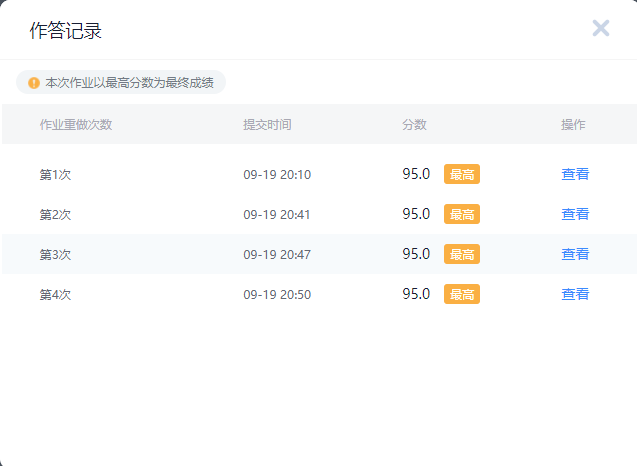 作答记录
本次作业以最高分数为最终成绩
作业重做次数 提交时间 分数 操作
第1次 09-19 20:10 95.0 最高 查看
第2次 09-19 20:41 95.0 最高 查看
第3次 09-19 20:47 95.0 最高 查看
第4次 09-19 20:50 95.0 最高 查看